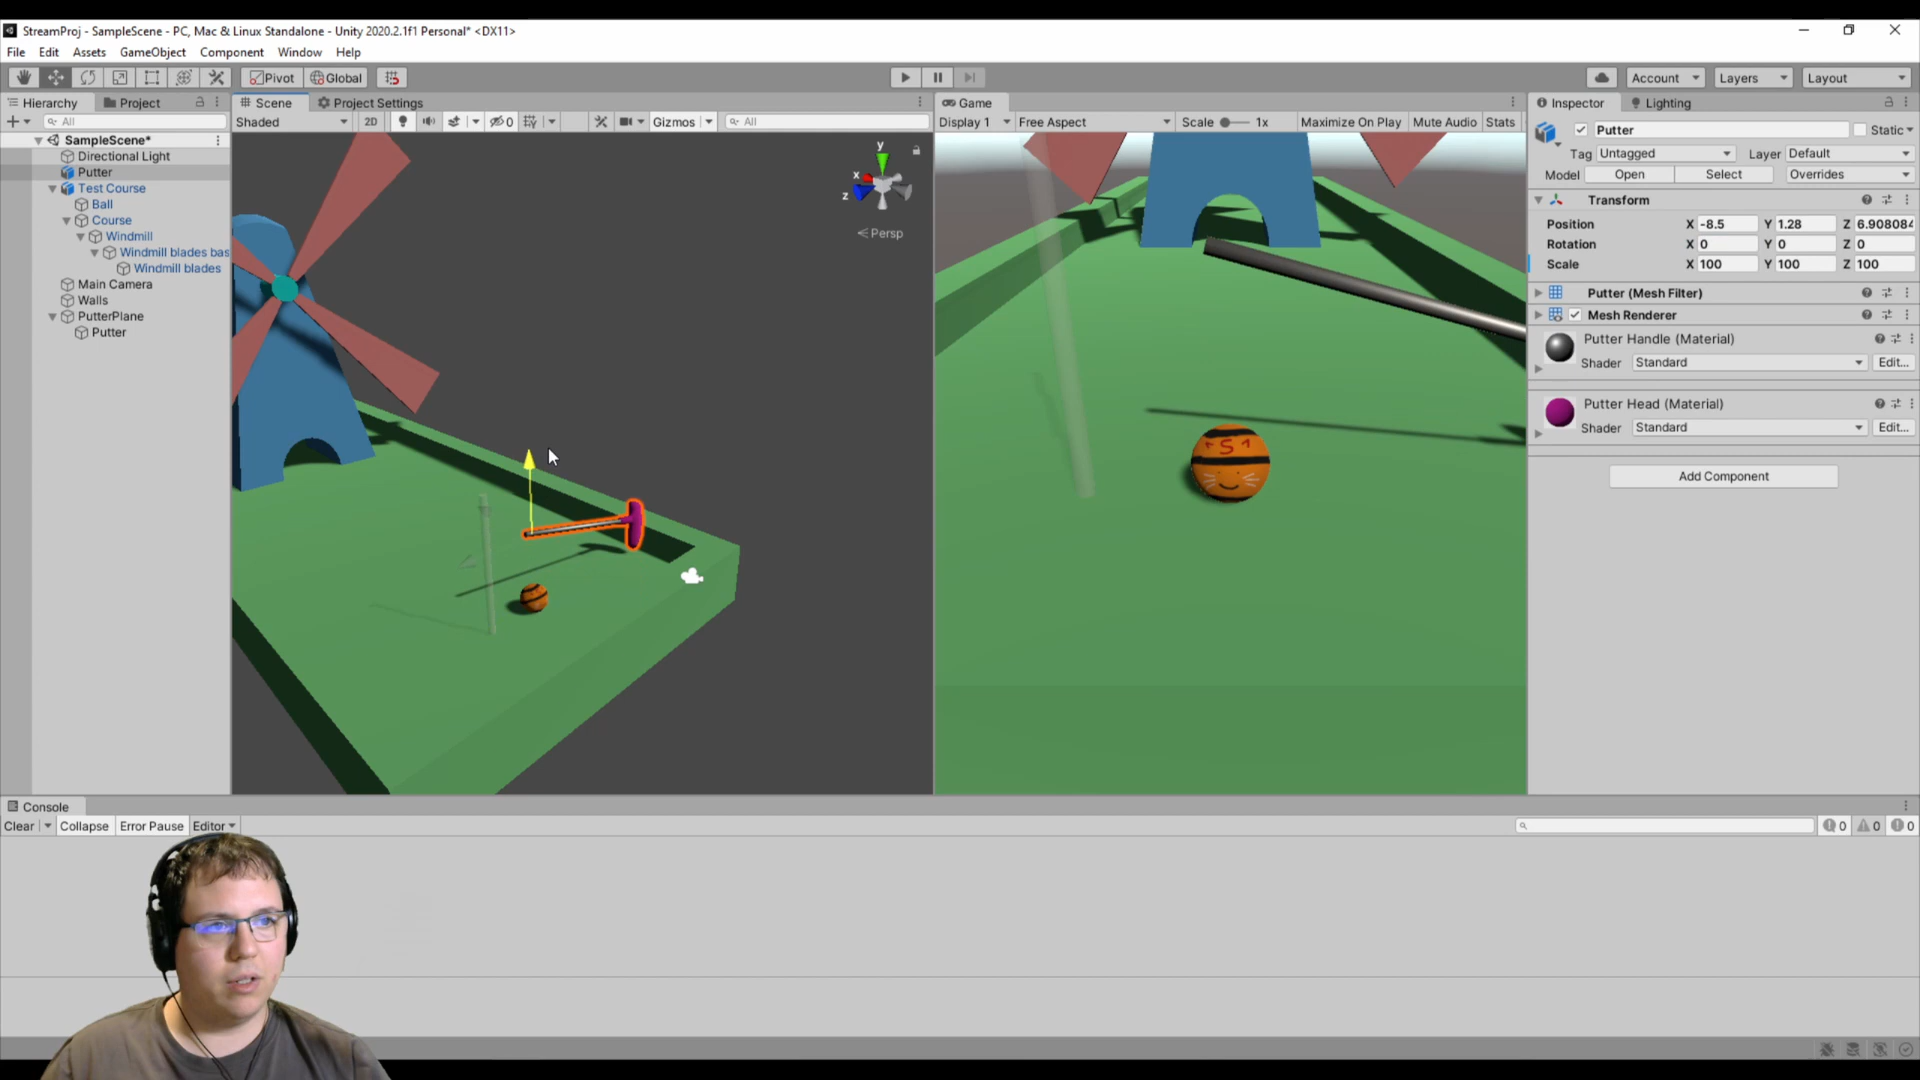 StreamProj - SampleScene - PC, Mac & Linux Standalone - Unity 2020.2.1f1 Personal* <DX11>
File Edit Assets GameObject Component Window Help
Pivot Global Account Layers Layout
Hierarchy Project Scene Project Settings Game Inspector Lighting
All Shaded 2D 0 Gizmos All Display 1 Free Aspect Scale 1x Maximize On Play Mute Audio Stats
SampleScene*
Directional Light
Putter
Test Course
Ball
Course
Windmill
Windmill blades bas
Windmill blades
Main Camera
Walls
PutterPlane
Putter
y
x
z
Persp
S
Putter Static
Tag Untagged Layer Default
Model Open Select Overrides
Transform
Position X -8.5 Y 1.28 Z 6.908084
Rotation X 0 Y 0 Z 0
Scale X 100 Y 100 Z 100
Putter (Mesh Filter)
Mesh Renderer
Putter Handle (Material)
Shader Standard Edit...
Putter Head (Material)
Shader Standard Edit...
Add Component
Console
Clear Collapse Error Pause Editor 0 0 0